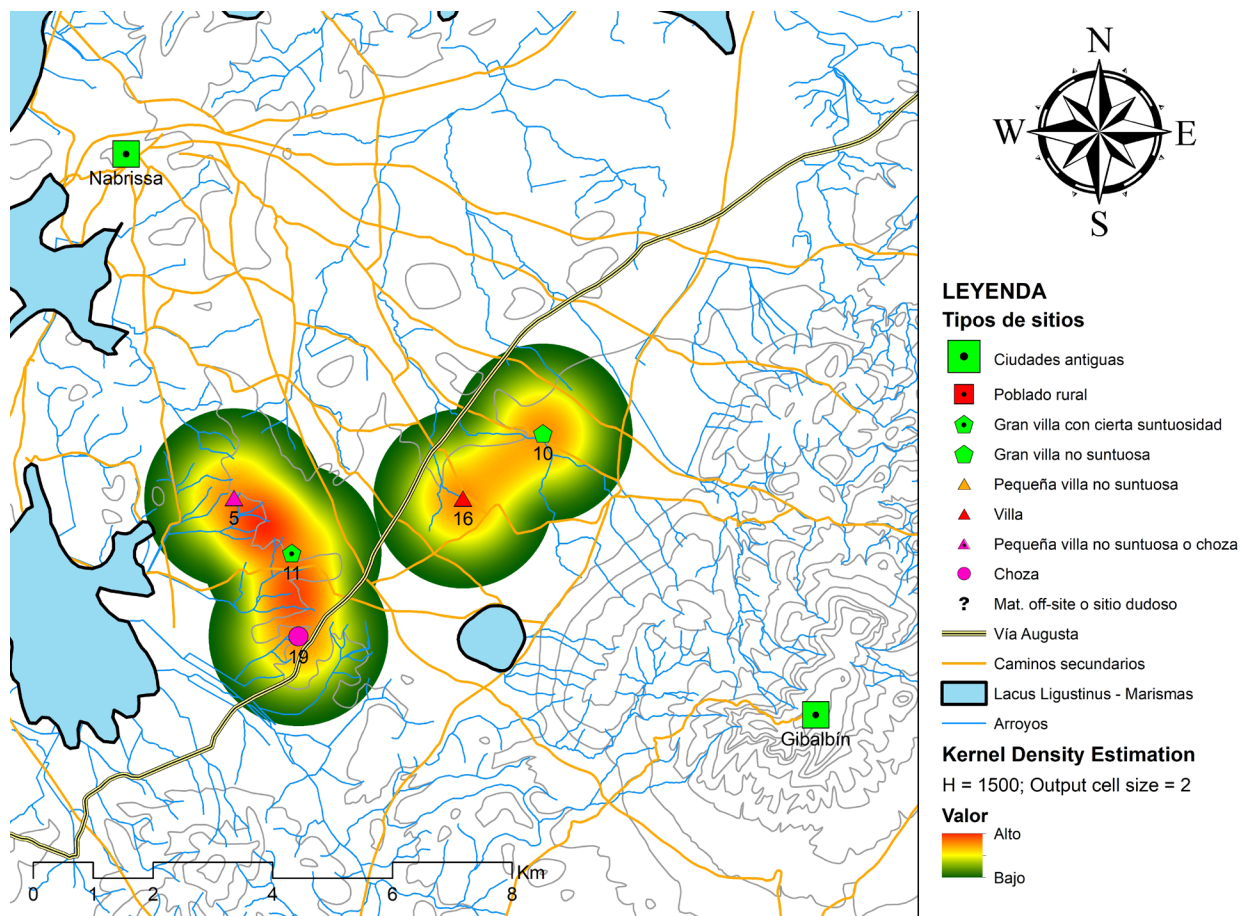 Nabrissa
5
11
19
16
10
Gibalbín
0 1 2 4 6 8 Km
N
W E
S
LEYENDA
Tipos de sitios
Ciudades antiguas
Poblado rural
Gran villa con cierta suntuosidad
Gran villa no suntuosa
Pequeña villa no suntuosa
Villa
Pequeña villa no suntuosa o choza
Choza
? Mat. off-site o sitio dudoso
Vía Augusta
Caminos secundarios
Lacus Ligustinus - Marismas
Arroyos
Kernel Density Estimation
H = 1500; Output cell size = 2
Valor
Alto
Bajo